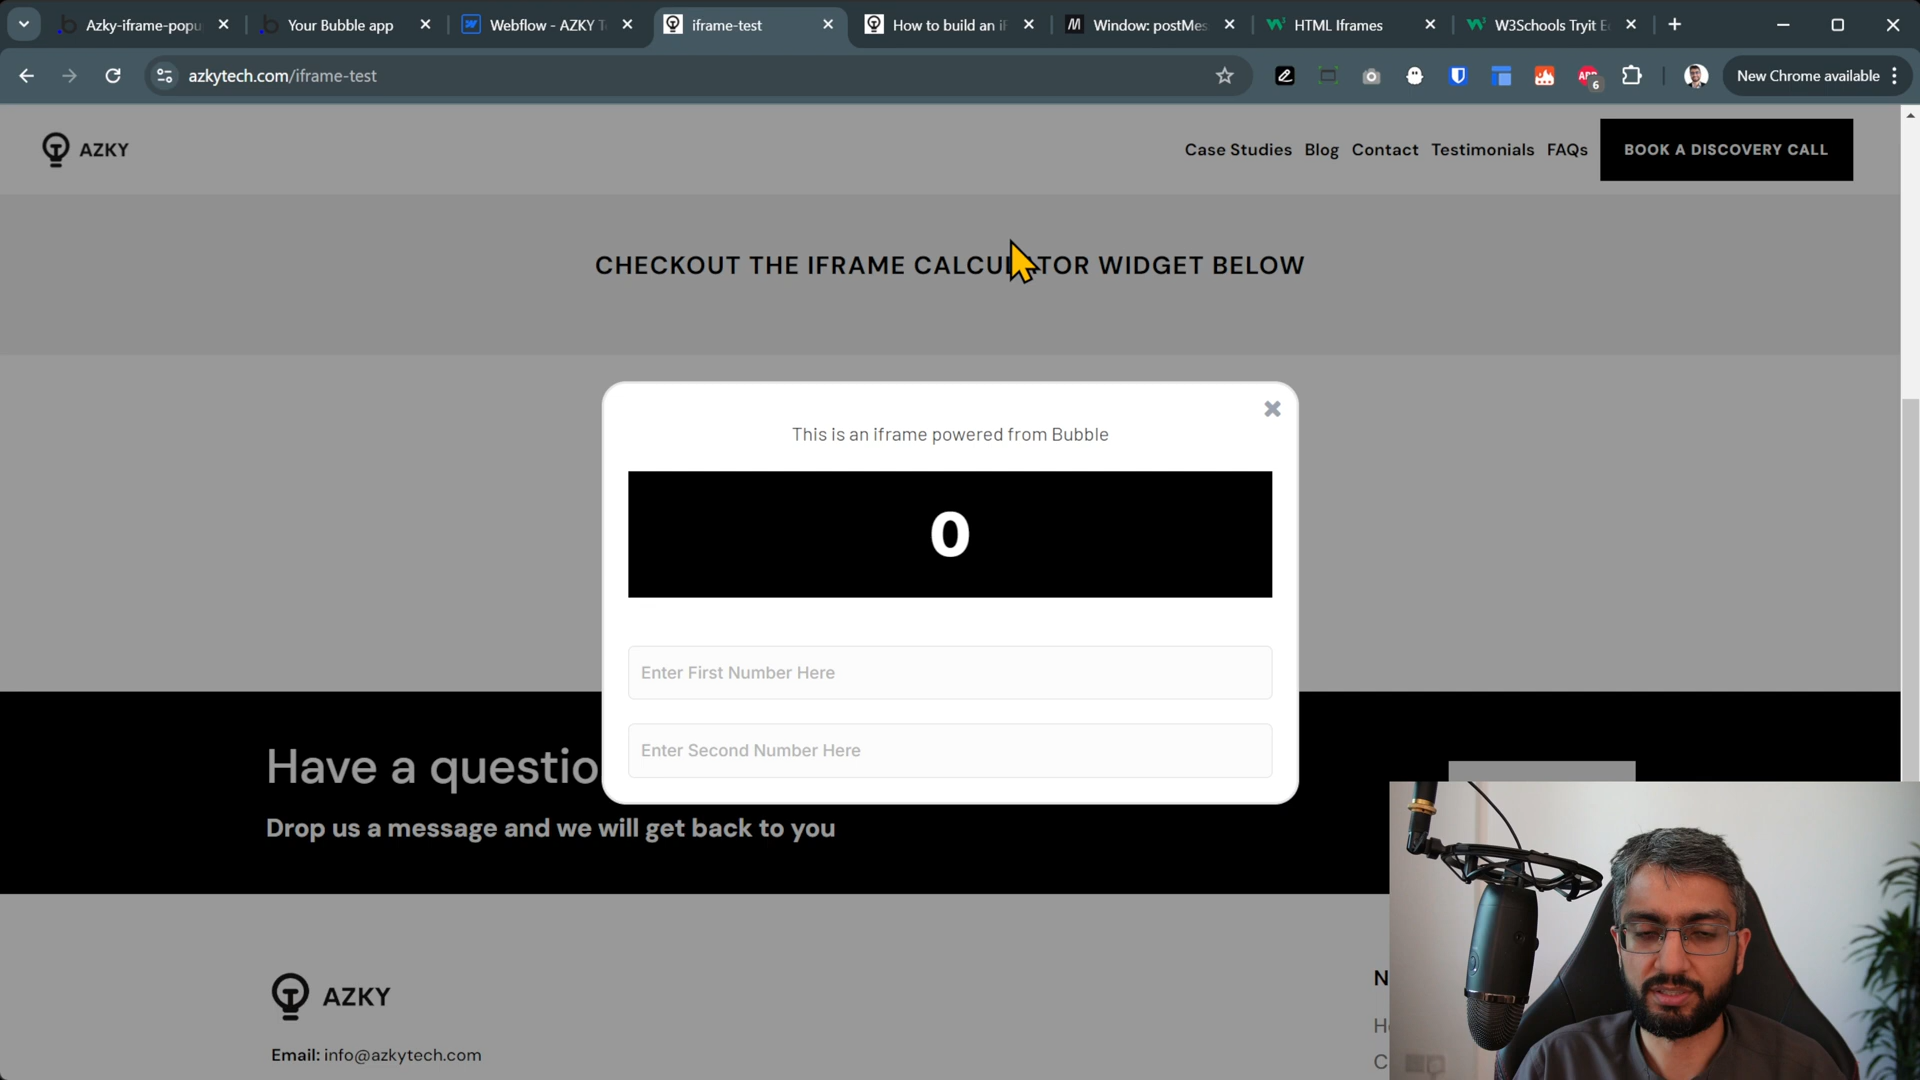 Azky-iframe-popu
Your Bubble app
Webflow - AZKY T
iframe-test
How to build an i
Window: postMes
HTML Iframes
W3Schools Tryit E
azkytech.com/iframe-test
6
New Chrome available
AZKY
Case Studies
Blog
Contact
Testimonials
FAQs
BOOK A DISCOVERY CALL
CHECKOUT THE IFRAME CALCULATOR WIDGET BELOW
This is an iframe powered from Bubble
0
Enter First Number Here
Enter Second Number Here
Have a questio
Drop us a message and we will get back to you
AZKY
Email: info@azkytech.com